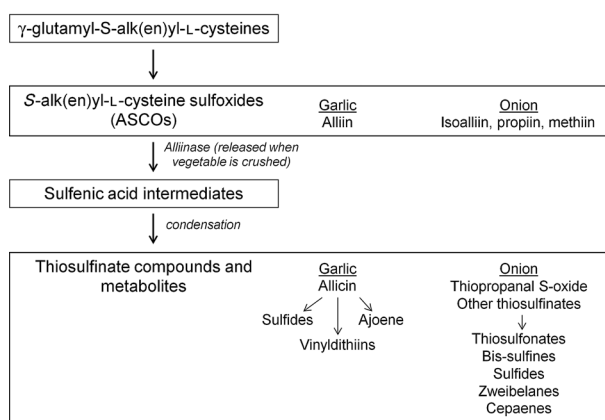 γ-glutamyl-S-alk(en)yl-L-cysteines
S-alk(en)yl-L-cysteine sulfoxides
(ASCOs)
Garlic
Alliin
Onion
Isoalliin, propiin, methiin
Alliinase (released when
vegetable is crushed)
Sulfenic acid intermediates
condensation
Thiosulfinate compounds and
metabolites
Garlic
Allicin
Sulfides
Ajoene
Vinyldithiins
Onion
Thiopropanal S-oxide
Other thiosulfinates
Thiosulfonates
Bis-sulfines
Sulfides
Zweibelanes
Cepaenes